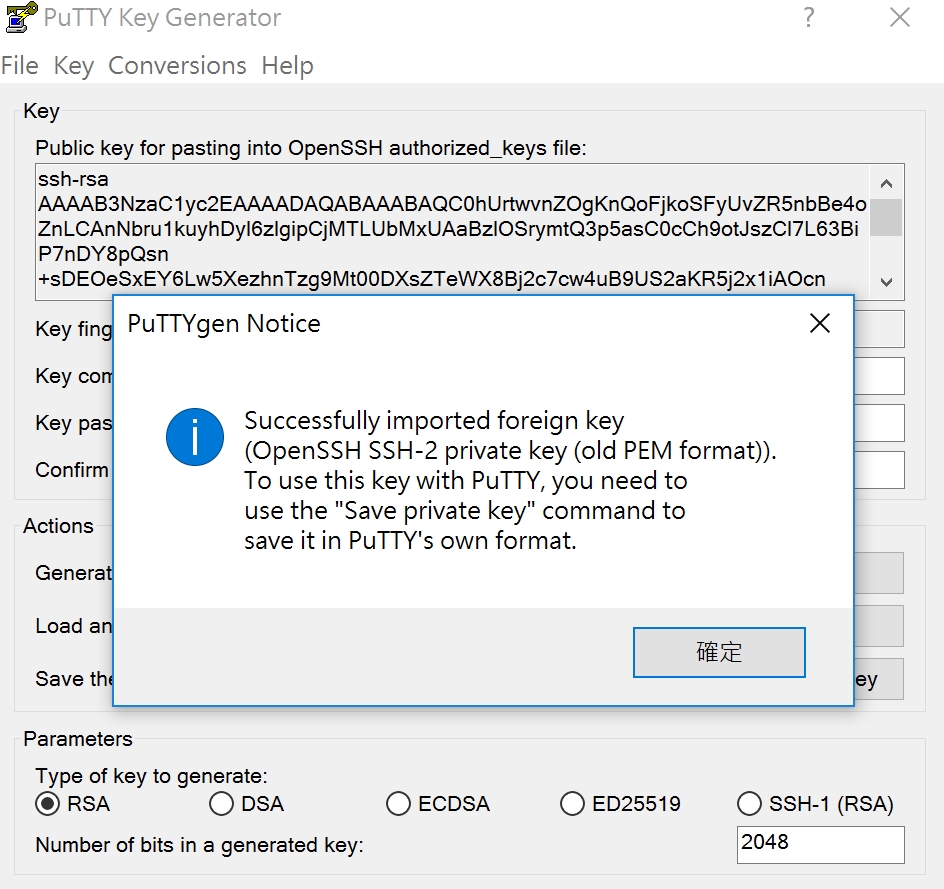 PuTTY Key Generator
?
File Key Conversions Help
Key
Public key for pasting into OpenSSH authorized_keys file:
ssh-rsa
AAAAB3NzaC1yc2EAAAADAQABAAABAQC0hUrtwvnZOgKnQoFjkoSFyUvZR5nbBe4o
ZnLCAnNbru1kuyhDyl6zlgipCjMTLUbMxUAaBzlOSrymtQ3p5asC0cCh9otJszCl7L63Bi
P7nDY8pQsn
+sDEOeSxEY6Lw5XezhnTzg9Mt00DXsZTeWX8Bj2c7cw4uB9US2aKR5j2x1iAOcn
Key fing
Key com
Key pas
Confirm
PuTTYgen Notice
Successfully imported foreign key
(OpenSSH SSH-2 private key (old PEM format)).
To use this key with PuTTY, you need to
use the "Save private key" command to
save it in PuTTY's own format.
確定
Actions
Generat
Load an
Save the
ey
Parameters
Type of key to generate:
RSA DSA ECDSA ED25519 SSH-1 (RSA)
Number of bits in a generated key:
2048